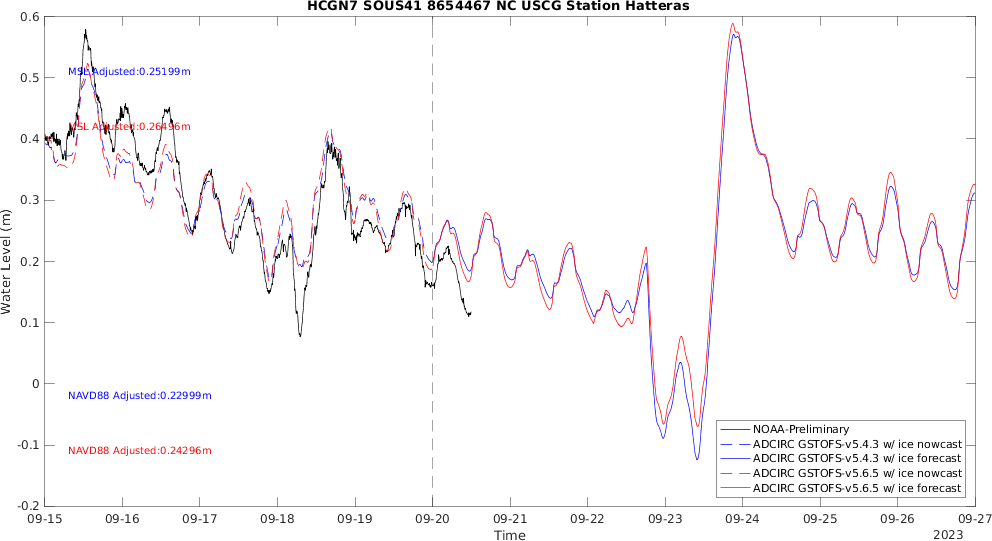 HCGN7 SOUS41 8654467 NC USCG Station Hatteras
0.6
0.5
0.4
0.3
0.2
0.1
0
-0.1
-0.2
Water Level (m)
MSL Adjusted:0.25199m
MSL Adjusted:0.26496m
NAVD88 Adjusted:0.22999m
NAVD88 Adjusted:0.24296m
NOAA-Preliminary
ADCIRC GSTOFS-v5.4.3 w/ ice nowcast
ADCIRC GSTOFS-v5.4.3 w/ ice forecast
ADCIRC GSTOFS-v5.6.5 w/ ice nowcast
ADCIRC GSTOFS-v5.6.5 w/ ice forecast
09-15 09-16 09-17 09-18 09-19 09-20 09-21 09-22 09-23 09-24 09-25 09-26 09-27
Time
2023